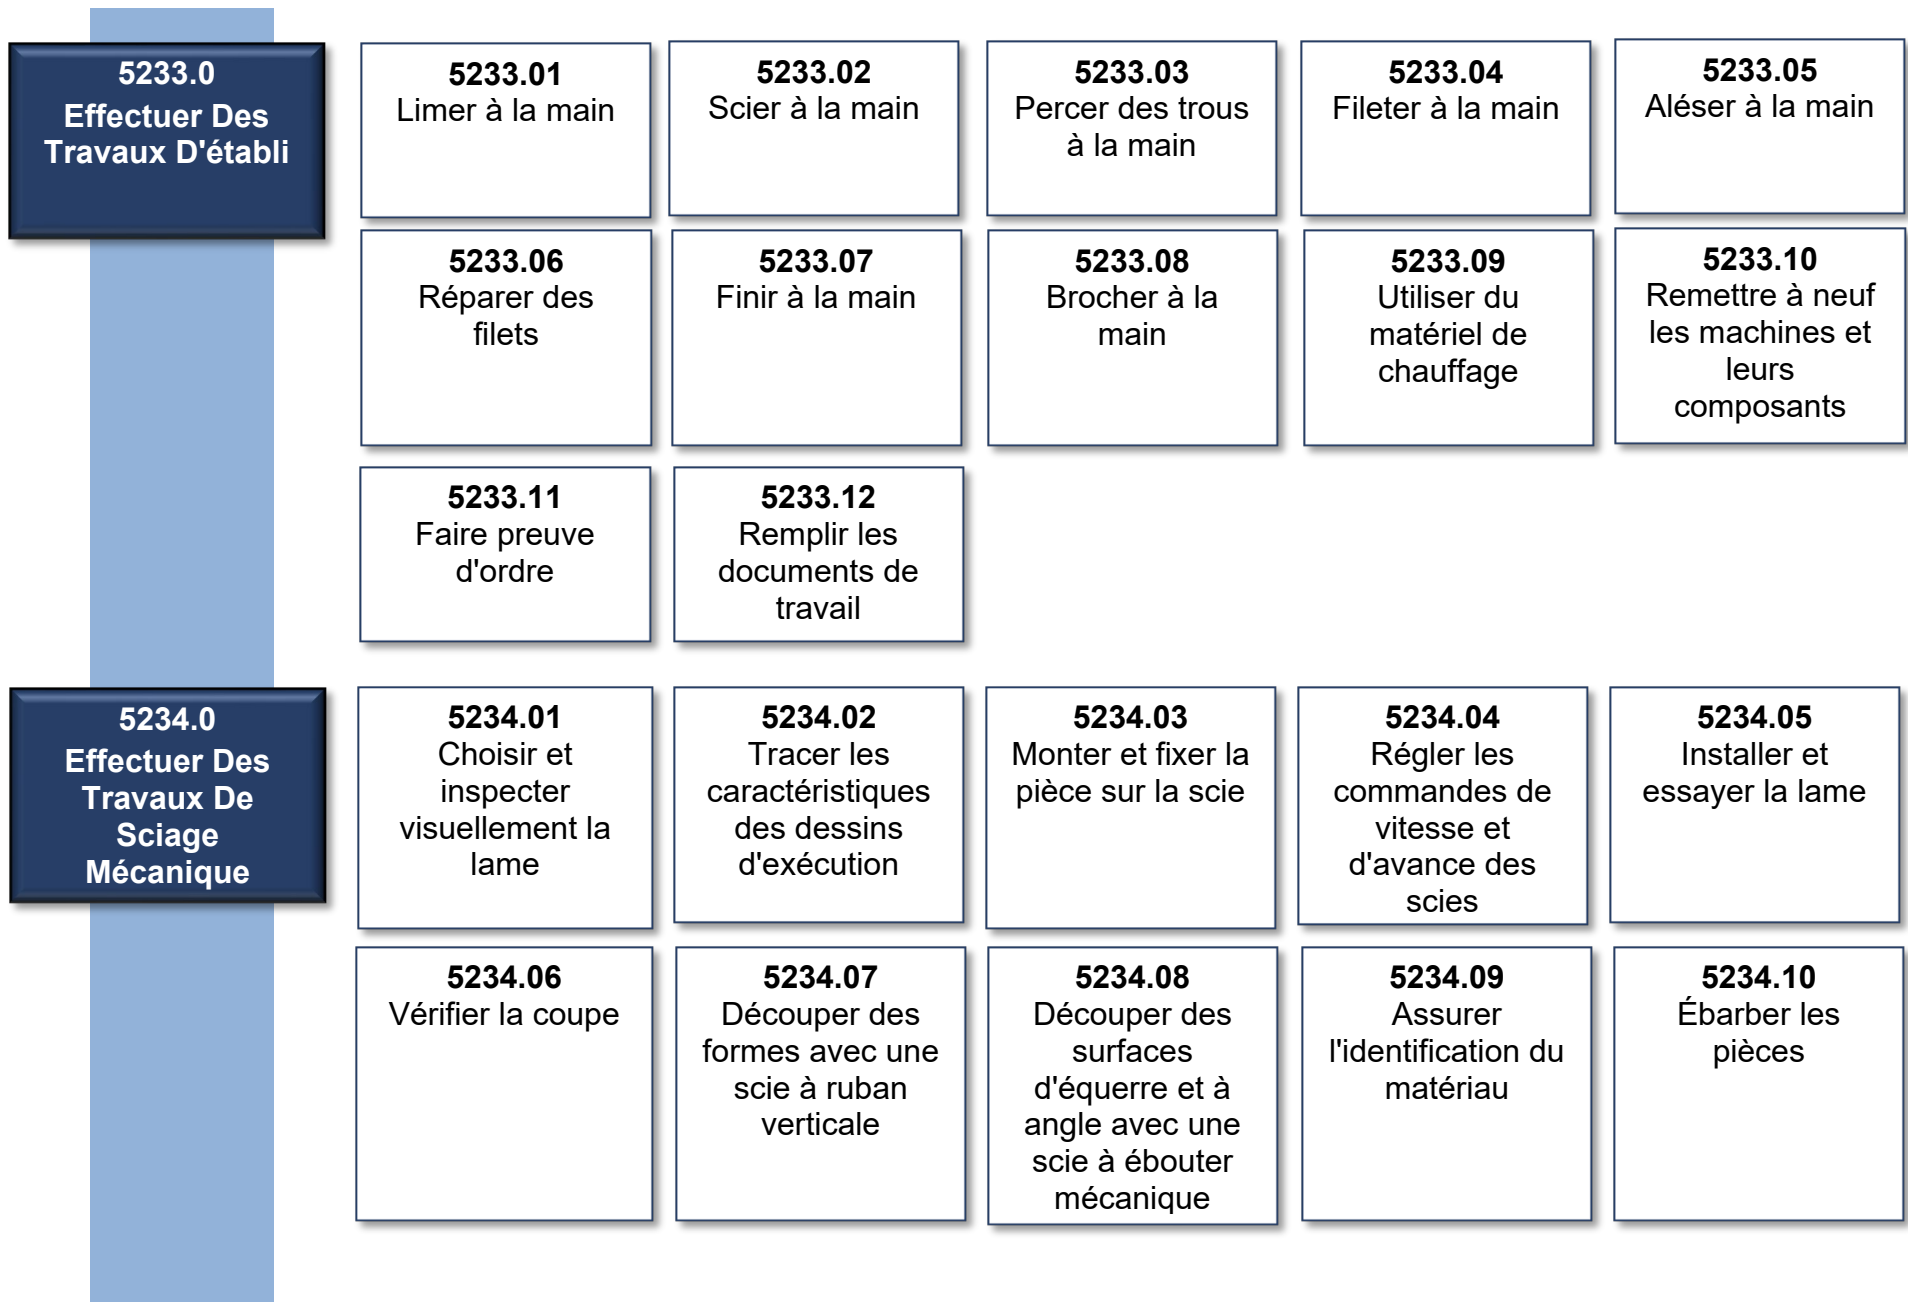 5233.0
Effectuer Des
Travaux D'établi
5233.01
Limer à la main
5233.02
Scier à la main
5233.03
Percer des trous
à la main
5233.04
Fileter à la main
5233.05
Aléser à la main
5233.06
Réparer des
filets
5233.07
Finir à la main
5233.08
Brocher à la
main
5233.09
Utiliser du
matériel de
chauffage
5233.10
Remettre à neuf
les machines et
leurs
composants
5233.11
Faire preuve
d'ordre
5233.12
Remplir les
documents de
travail
5234.0
Effectuer Des
Travaux De
Sciage
Mécanique
5234.01
Choisir et
inspecter
visuellement la
lame
5234.02
Tracer les
caractéristiques
des dessins
d'exécution
5234.03
Monter et fixer la
pièce sur la scie
5234.04
Régler les
commandes de
vitesse et
d'avance des
scies
5234.05
Installer et
essayer la lame
5234.06
Vérifier la coupe
5234.07
Découper des
formes avec une
scie à ruban
verticale
5234.08
Découper des
surfaces
d'équerre et à
angle avec une
scie à ébouter
mécanique
5234.09
Assurer
l'identification du
matériau
5234.10
Ébarber les
pièces